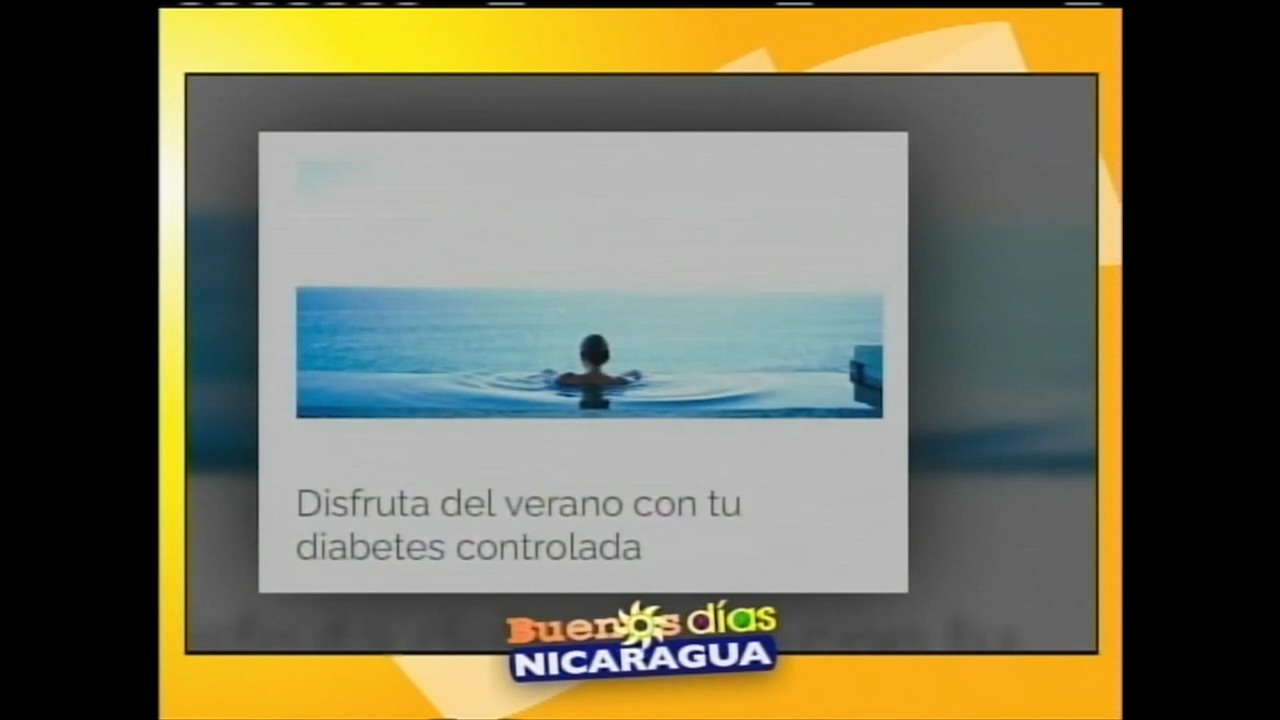 Disfruta del verano con tu
diabetes controlada
Buenos días
NICARAGUA